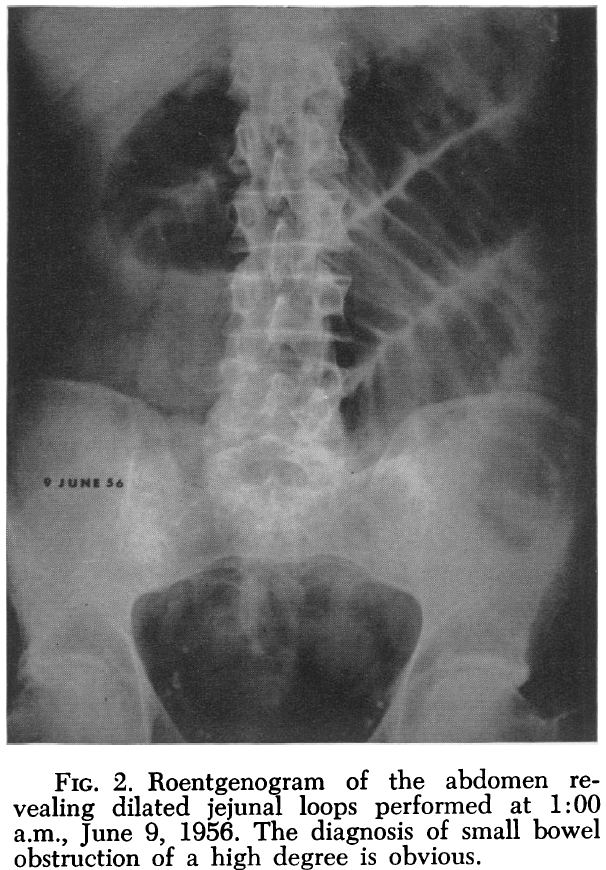 9 JUNE 56
FIG. 2. Roentgenogram of the abdomen re-
vealing dilated jejunal loops performed at 1:00
a.m., June 9, 1956. The diagnosis of small bowel
obstruction of a high degree is obvious.